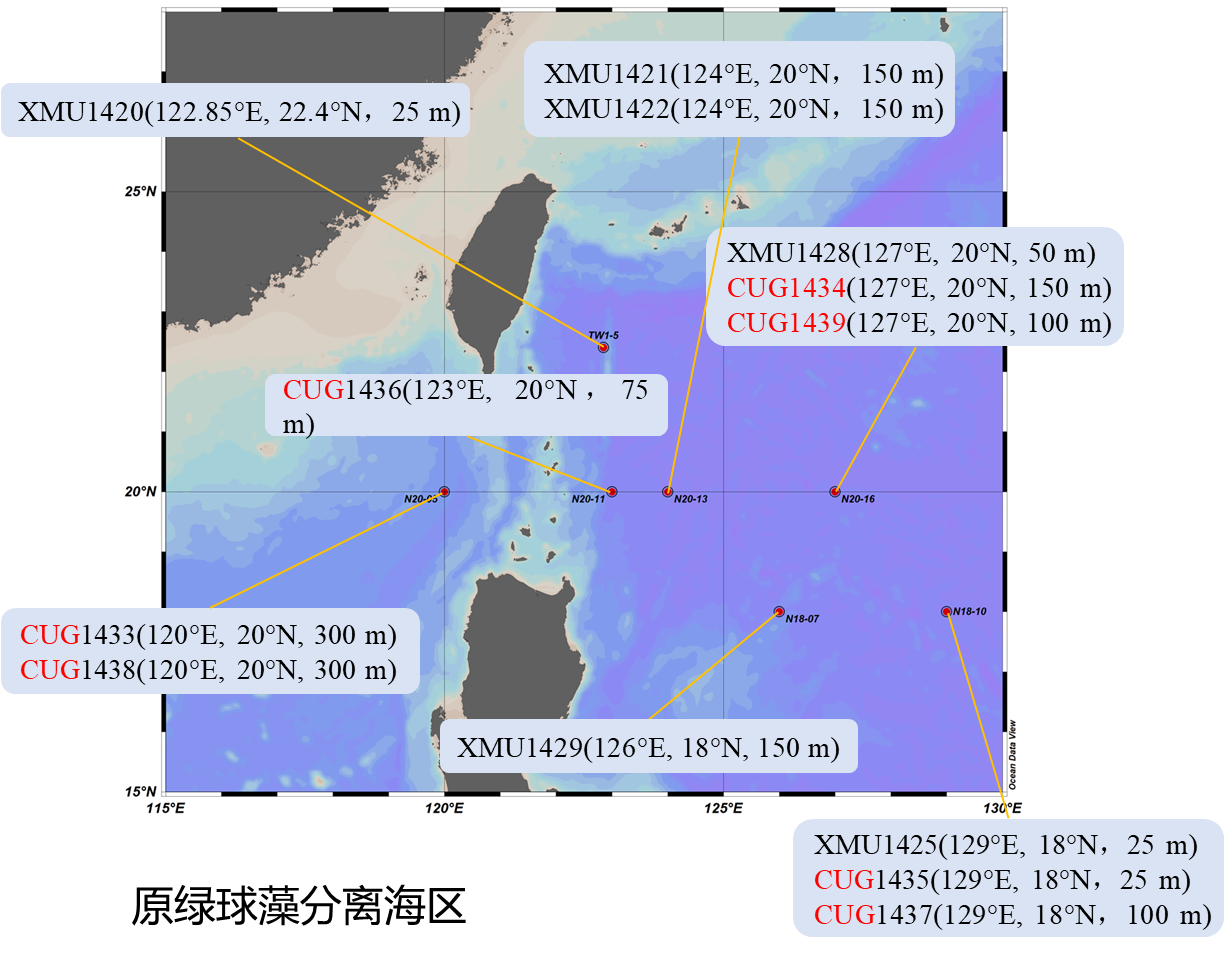 XMU1421(124°E, 20°N，150 m)
XMU1422(124°E, 20°N，150 m)
XMU1420(122.85°E, 22.4°N，25 m)
25°N
XMU1428(127°E, 20°N, 50 m)
CUG1434(127°E, 20°N, 150 m)
CUG1439(127°E, 20°N, 100 m)
TW1-5
CUG1436(123°E, 20°N，75
m)
20°N
N20-05
N20-11
N20-13
N20-16
CUG1433(120°E, 20°N, 300 m)
CUG1438(120°E, 20°N, 300 m)
N18-07
N18-10
XMU1429(126°E, 18°N, 150 m)
Ocean Data View
15°N
115°E
120°E
125°E
130°E
XMU1425(129°E, 18°N，25 m)
CUG1435(129°E, 18°N，25 m)
CUG1437(129°E, 18°N，100 m)
原绿球藻分离海区